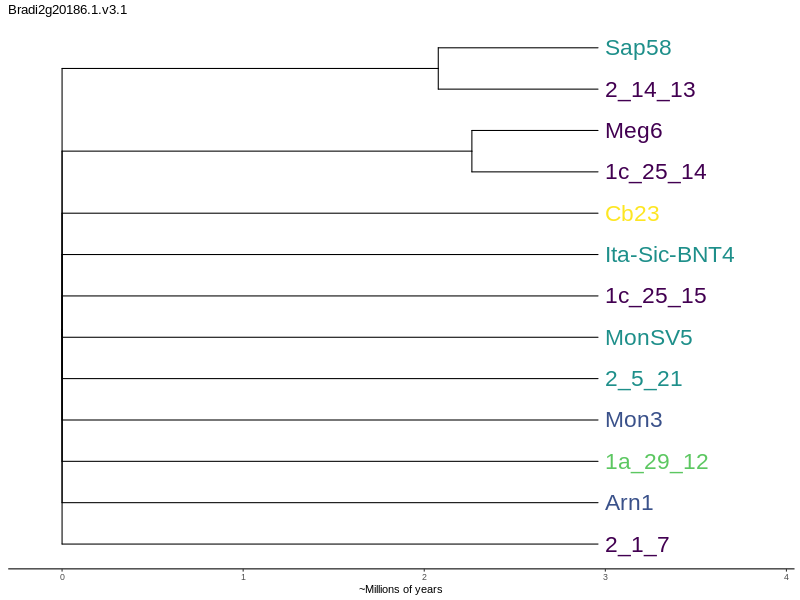 Bradi2g20186.1.v3.1
Sap58
2_14_13
Meg6
1c_25_14
Cb23
Ita-Sic-BNT4
1c_25_15
MonSV5
2_5_21
Mon3
1a_29_12
Arn1
2_1_7
0 1 2 3 4
~Millions of years